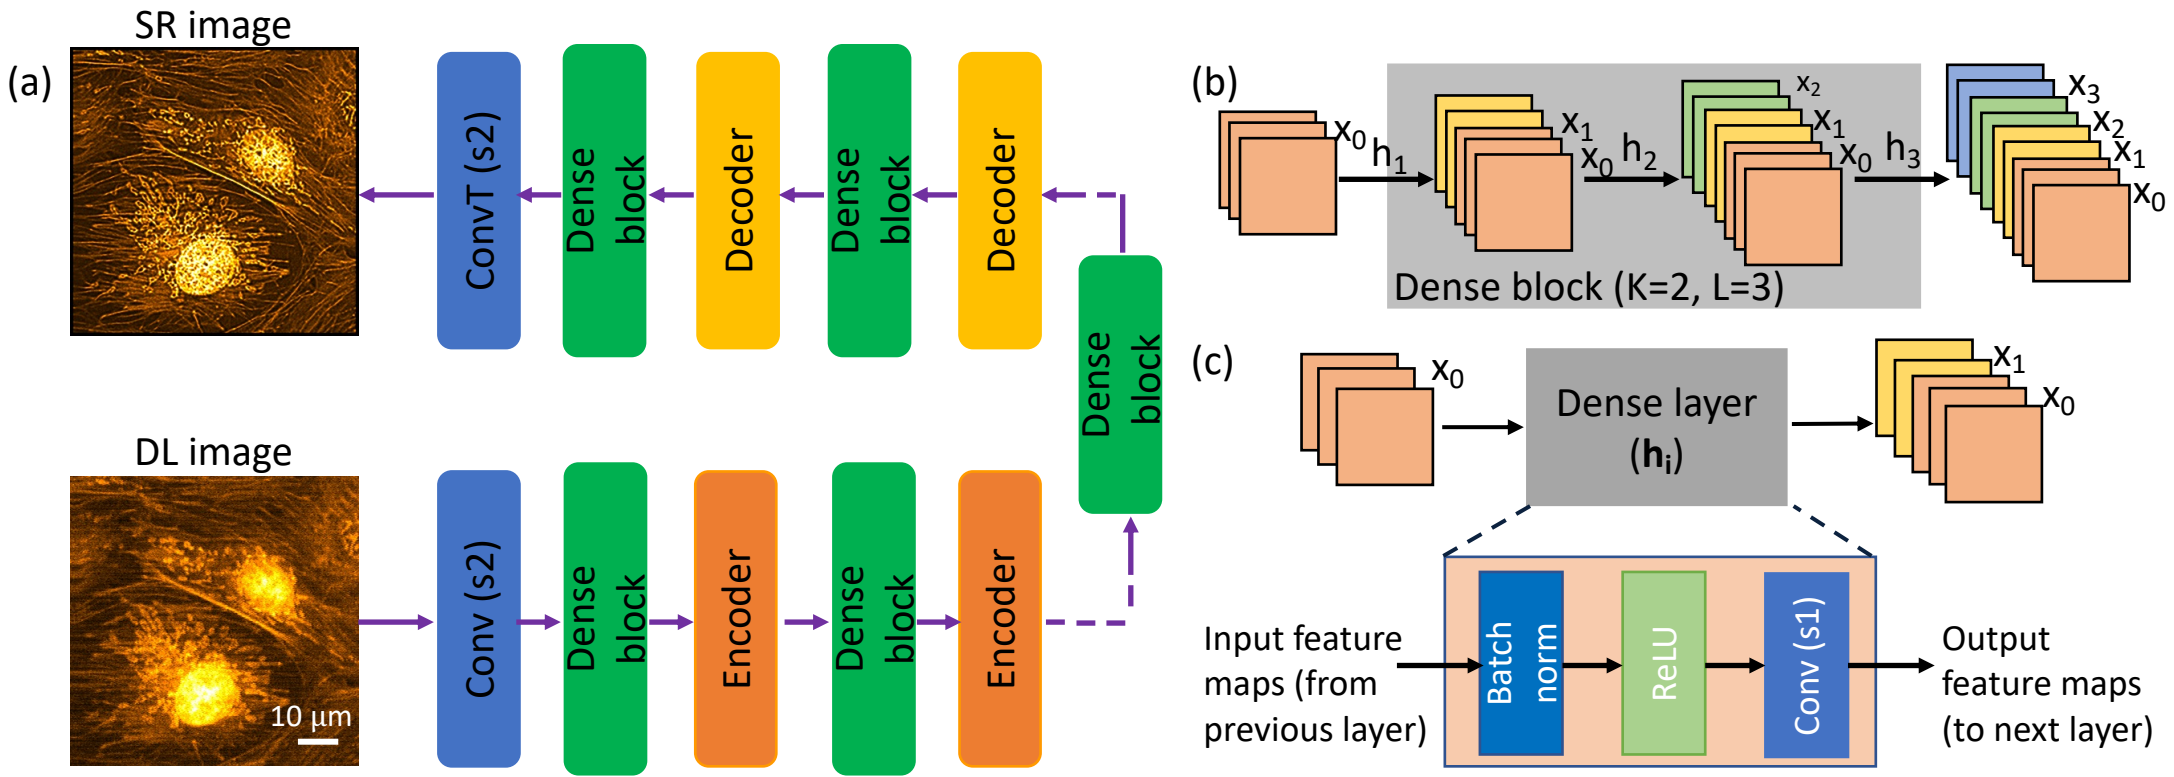 (a)
SR image
ConvT (s2)
Dense
block
Decoder
Dense
block
Decoder
Dense
block
DL image
10 μm
Conv (s2)
Dense
block
Encoder
Dense
block
Encoder
(b)
x0
h1
x1
x0
h2
x2
x1
x0
h3
x3
x2
x1
x0
Dense block (K=2, L=3)
(c)
x0
Dense layer
(hi)
x1
x0
Input feature
maps (from
previous layer)
Batch
norm
ReLU
Conv (s1)
Output
feature maps
(to next layer)